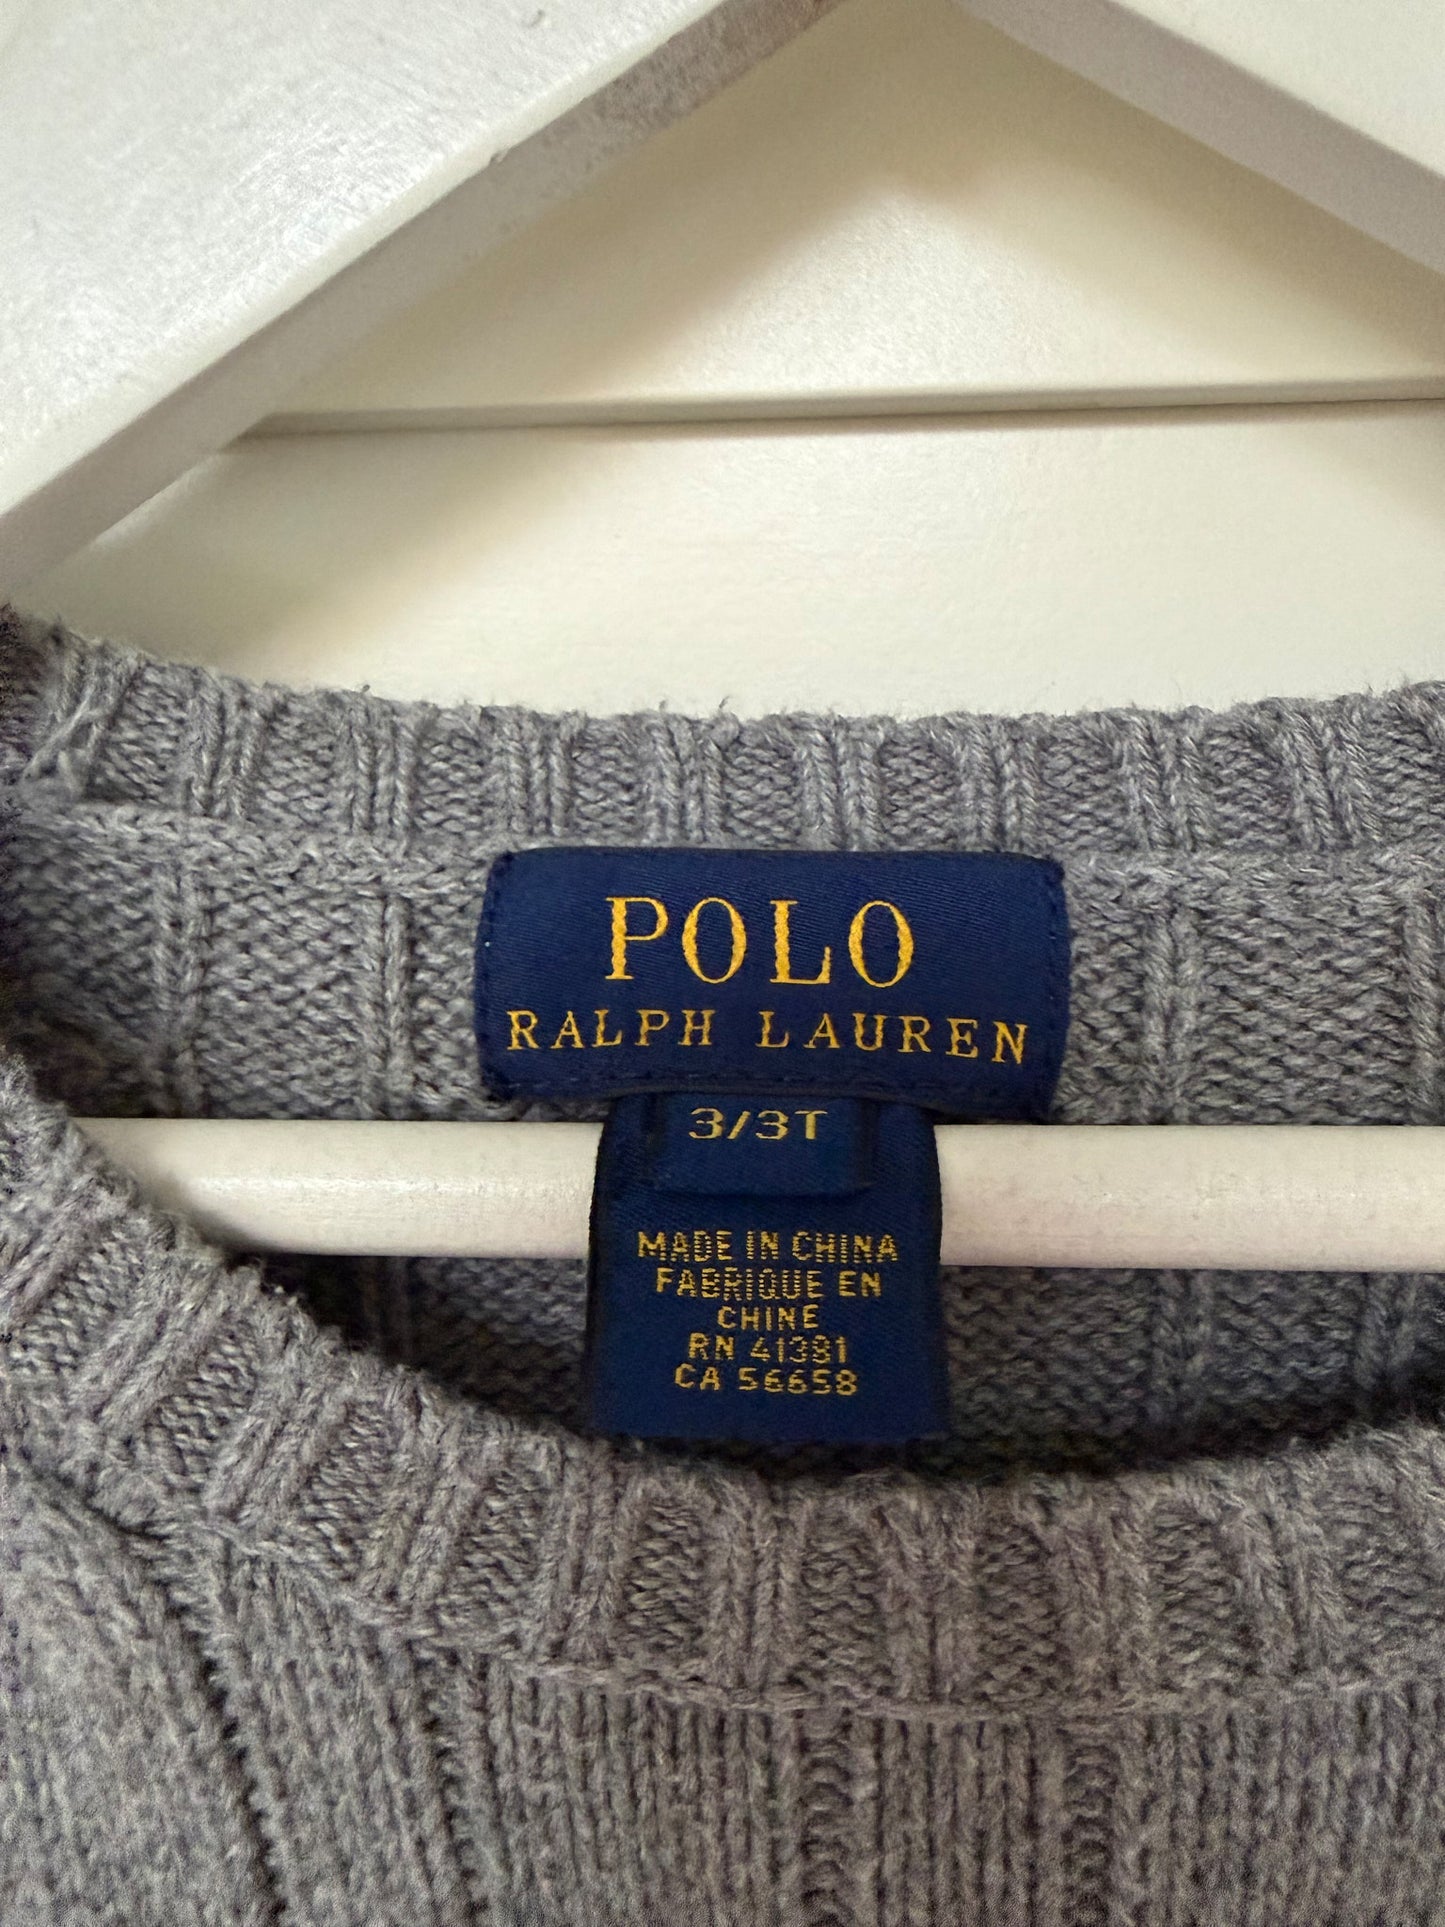 POLO
RALPH LAUREN
3/3T
MADE IN CHINA
FABRIQUE EN
CHINE
RN 41381
CA 56658